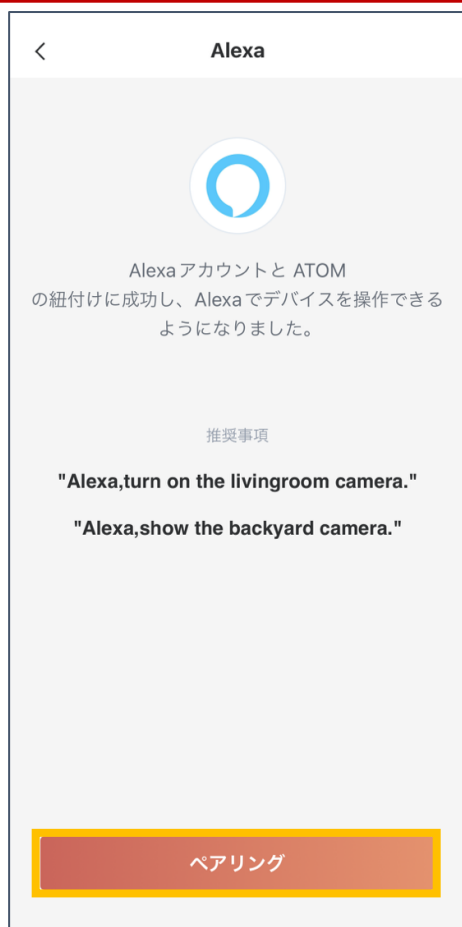 Alexa
Alexaアカウントと ATOM
の紐付けに成功し、Alexaでデバイスを操作できる
ようになりました。
推奨事項
"Alexa,turn on the livingroom camera."
"Alexa,show the backyard camera."
ペアリング